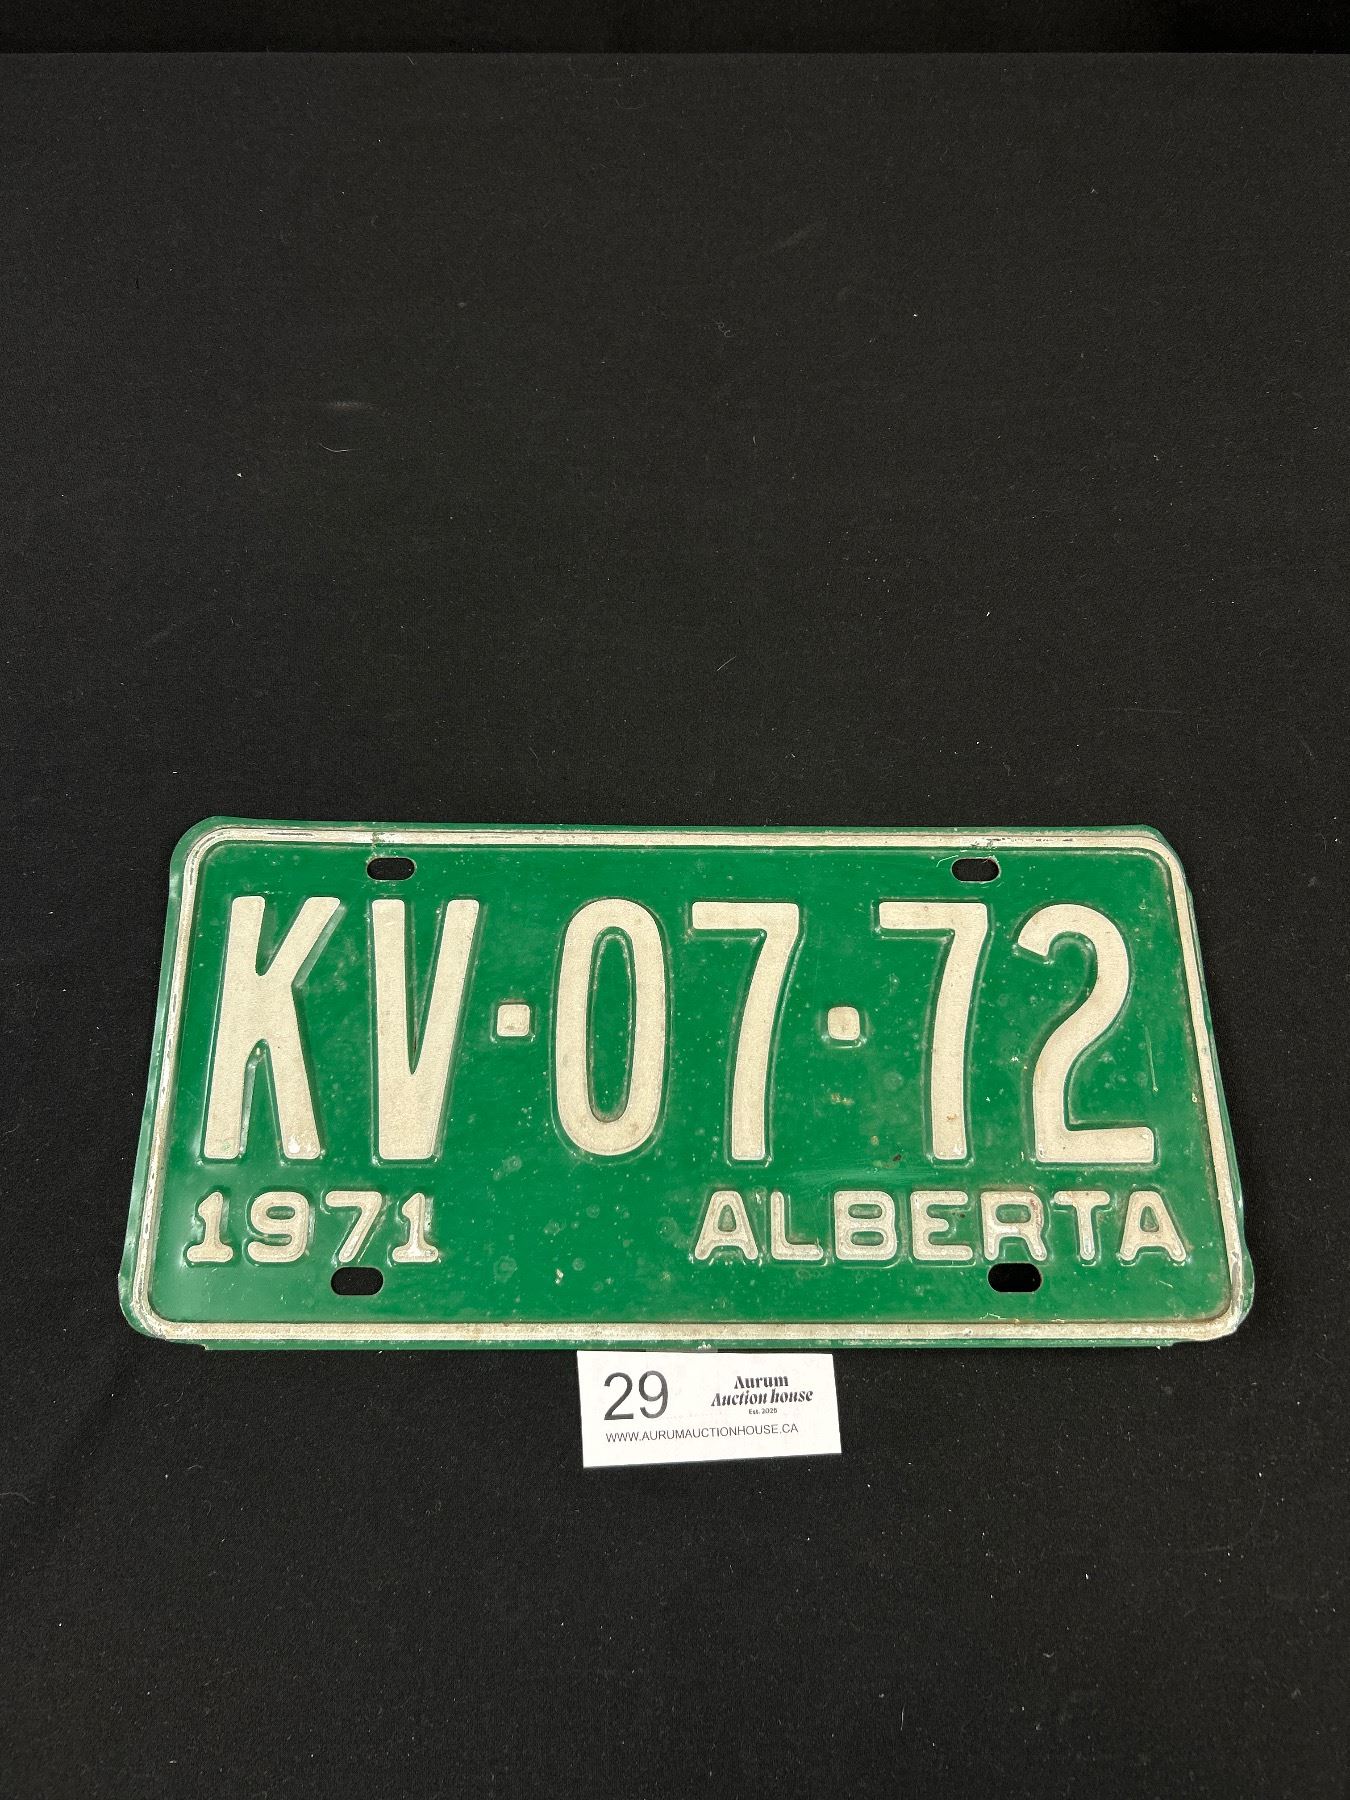 KV·07·72
1971 ALBERTA
29 Aurum
Auction house
Est. 2025
WWW.AURUMAUCTIONHOUSE.CA